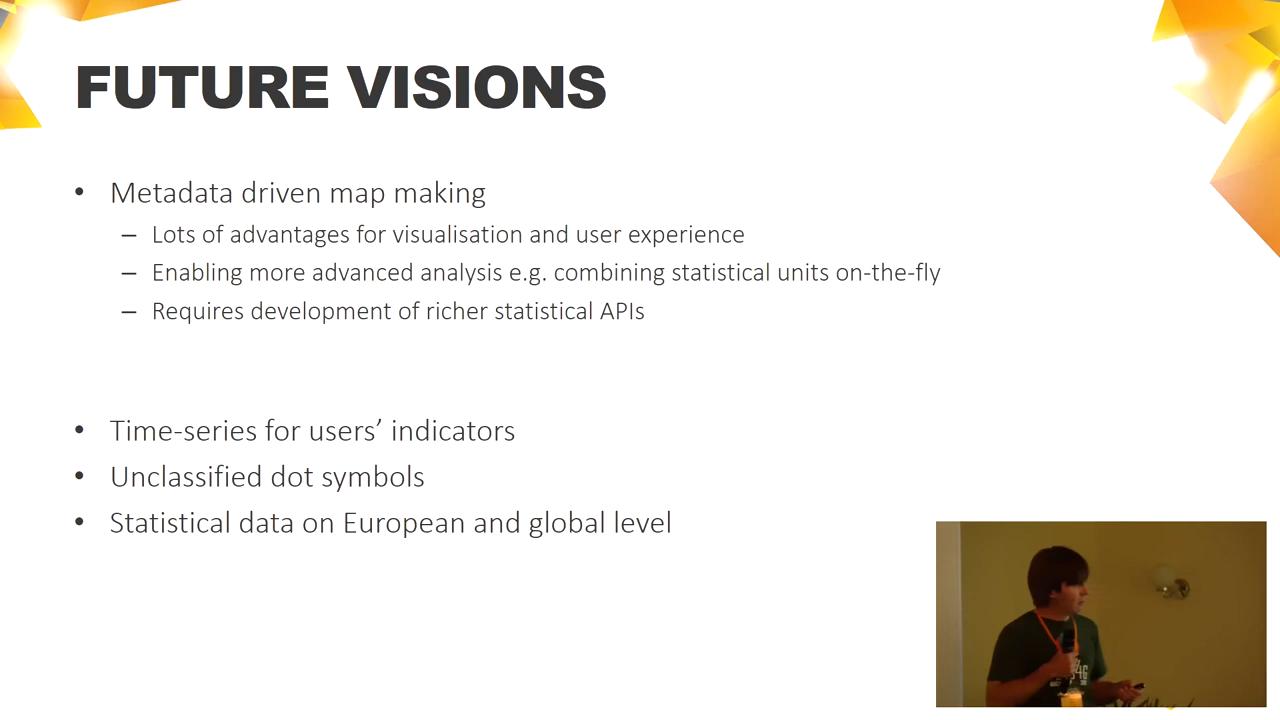 FUTURE VISIONS
• Metadata driven map making
– Lots of advantages for visualisation and user experience
– Enabling more advanced analysis e.g. combining statistical units on-the-fly
– Requires development of richer statistical APIs
• Time-series for users’ indicators
• Unclassified dot symbols
• Statistical data on European and global level